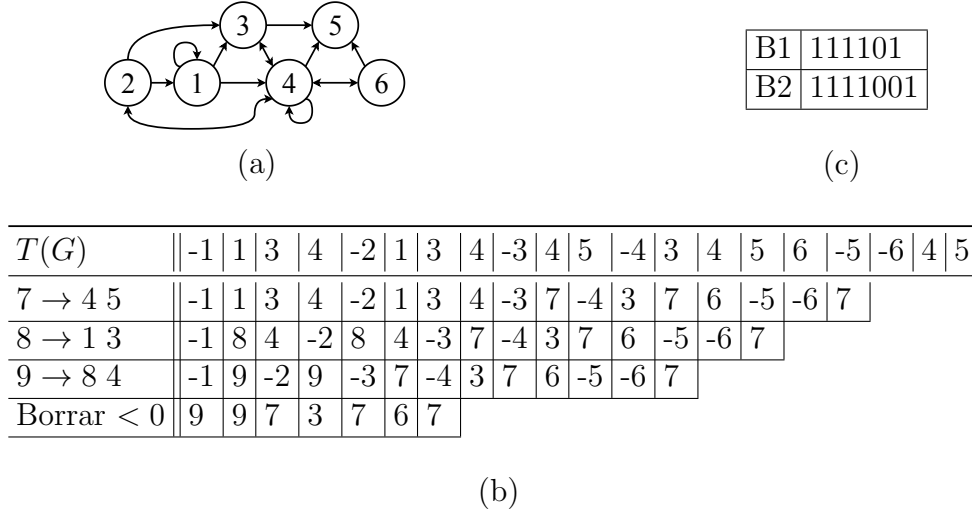 3 5
2 1 4 6
(a)
B1 111101
B2 1111001
(c)
T(G) -1 1 3 4 -2 1 3 4 -3 4 5 -4 3 4 5 6 -5 -6 4 5
7 → 4 5 -1 1 3 4 -2 1 3 4 -3 7 -4 3 7 6 -5 -6 7
8 → 1 3 -1 8 4 -2 8 4 -3 7 -4 3 7 6 -5 -6 7
9 → 8 4 -1 9 -2 9 -3 7 -4 3 7 6 -5 -6 7
Borrar < 0 9 9 7 3 7 6 7
(b)